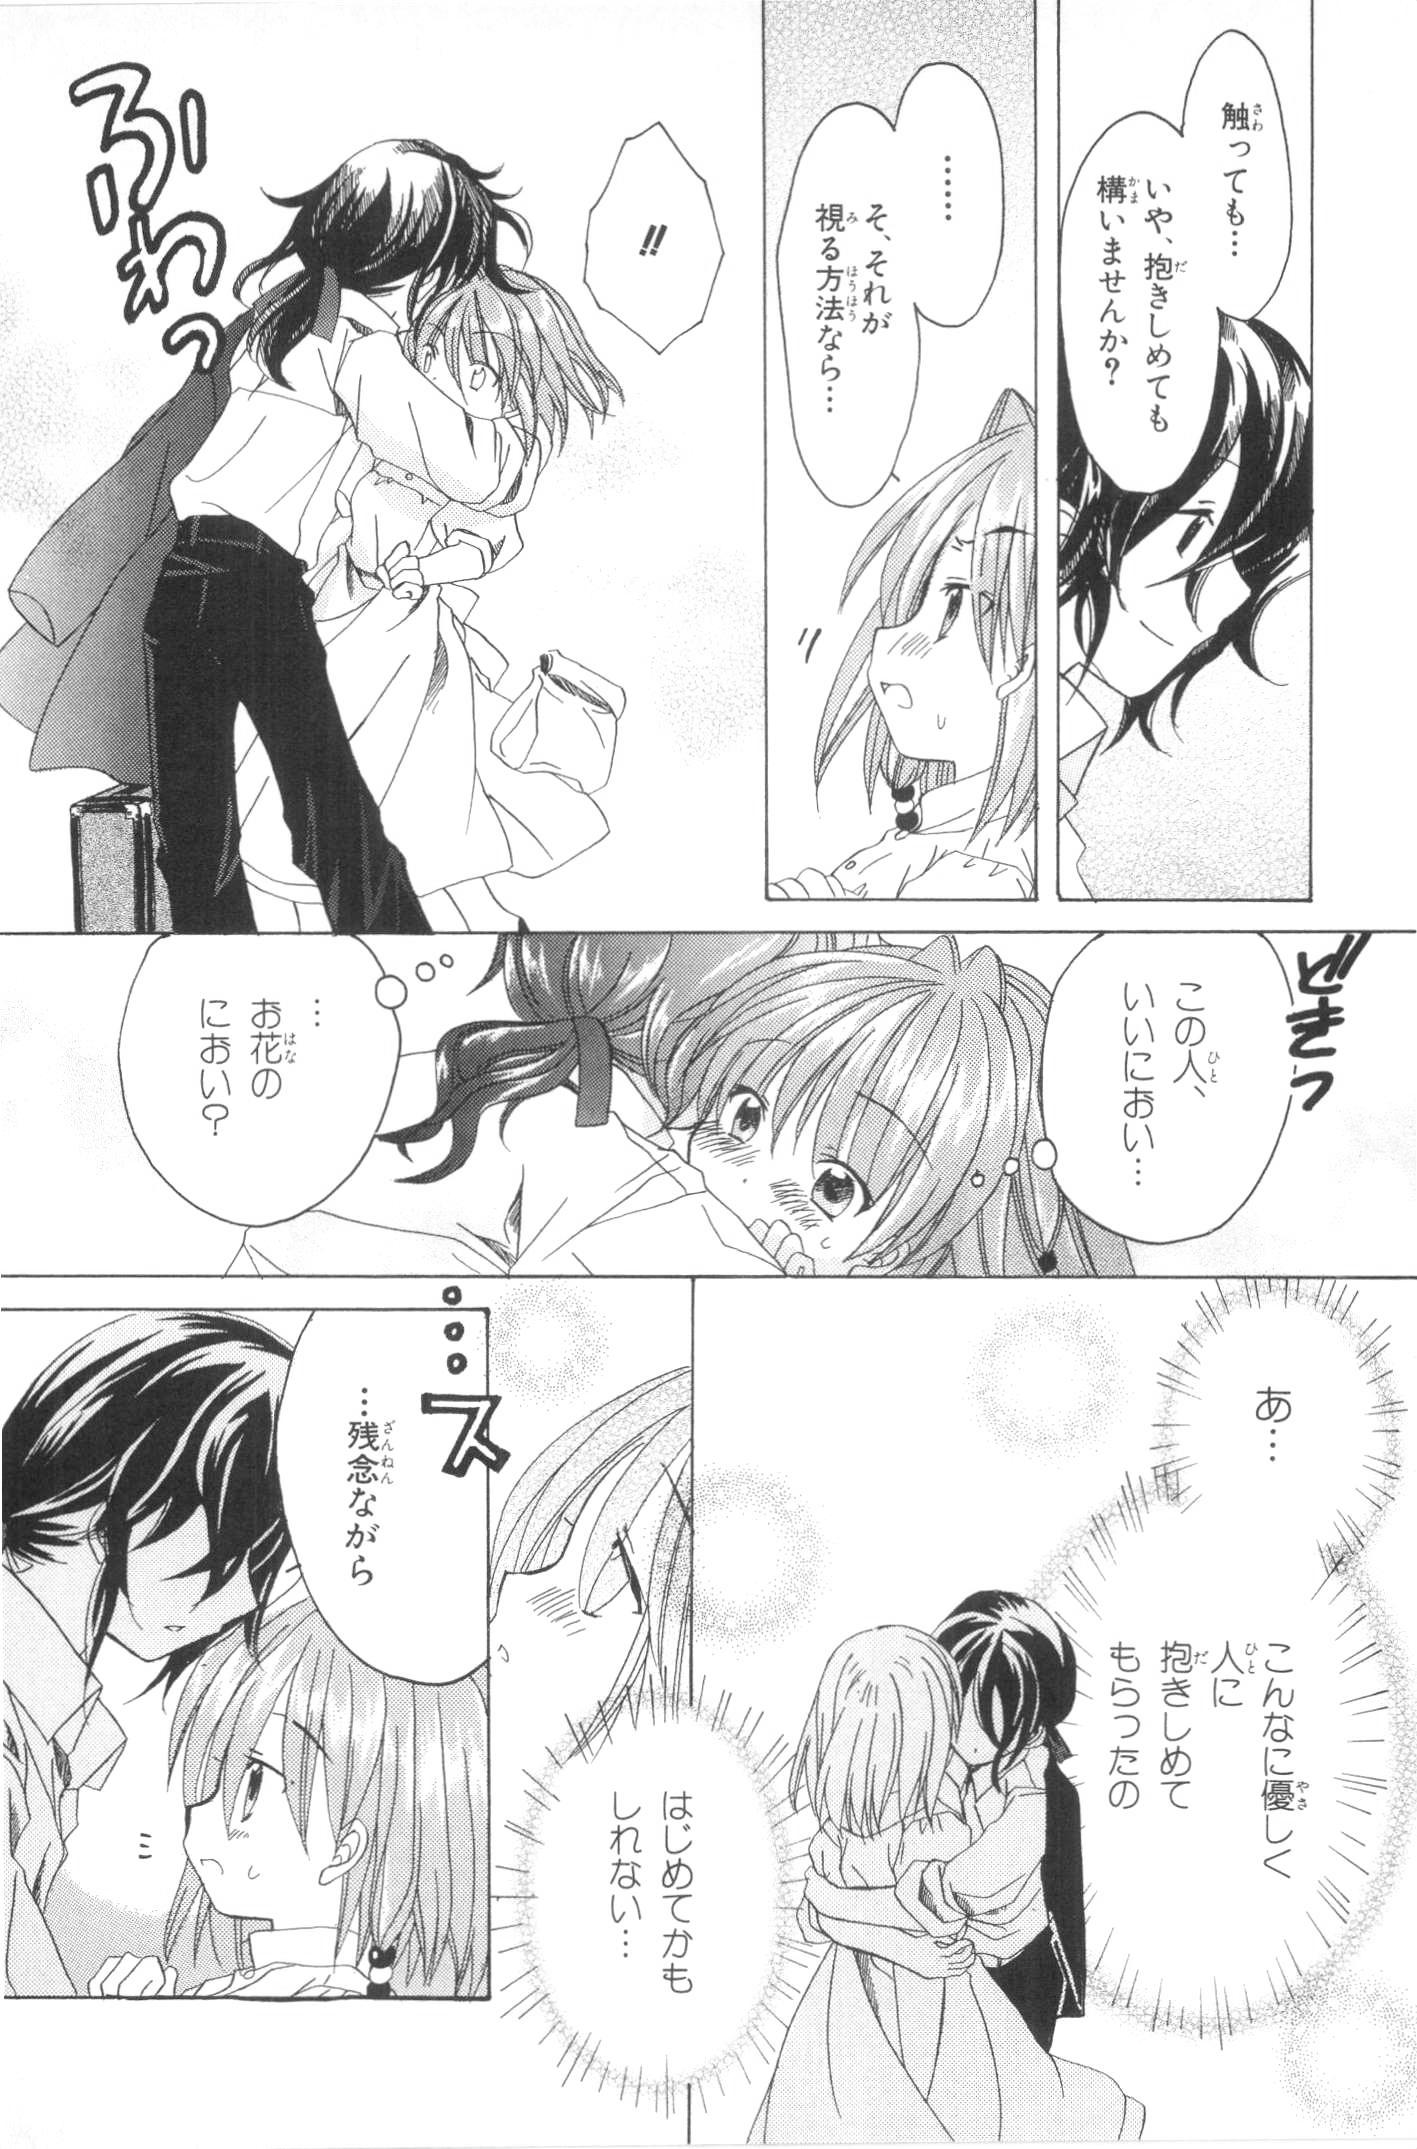 触っても…
いや、抱きしめても
構いませんか？
……
そ、それが
視る方法なら…
!!
ふわっ
どきっ
この人、
いいにおい…
…
お花の
におい？
あ…
こんなに優しく
人に
抱きしめて
もらったの
はじめてかも
しれない…
…ス
…残念ながら